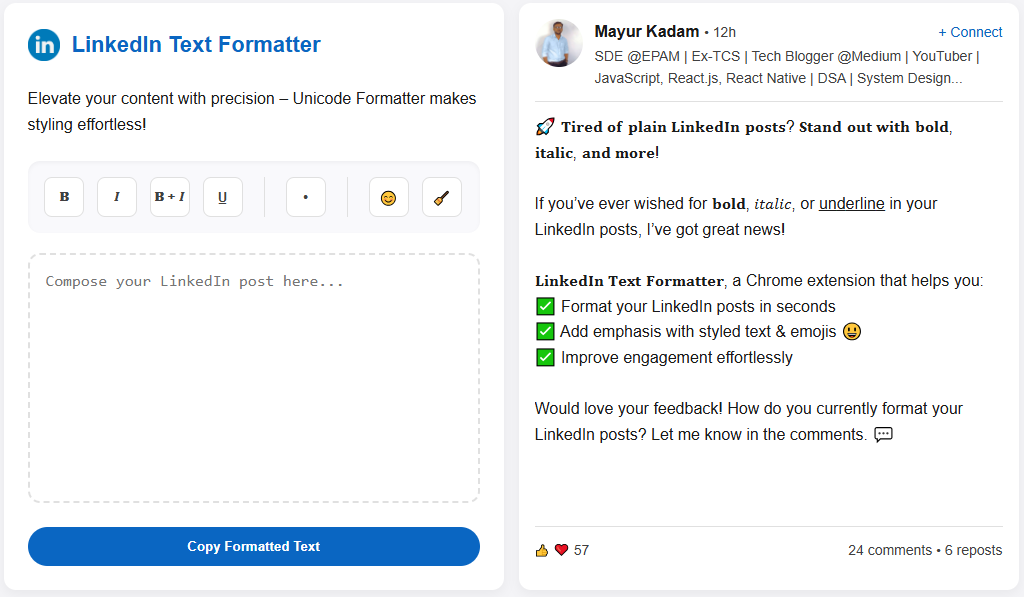 in LinkedIn Text Formatter
Elevate your content with precision – Unicode Formatter makes
styling effortless!
B I B + I U • 😊 🖌️
Compose your LinkedIn post here...
Copy Formatted Text
Mayur Kadam • 12h
+ Connect
SDE @EPAM | Ex-TCS | Tech Blogger @Medium | YouTuber |
JavaScript, React.js, React Native | DSA | System Design...
🚀 Tired of plain LinkedIn posts? Stand out with bold,
italic, and more!
If you’ve ever wished for bold, italic, or underline in your
LinkedIn posts, I’ve got great news!
LinkedIn Text Formatter, a Chrome extension that helps you:
✅ Format your LinkedIn posts in seconds
✅ Add emphasis with styled text & emojis 😃
✅ Improve engagement effortlessly
Would love your feedback! How do you currently format your
LinkedIn posts? Let me know in the comments. 💬
👍 ❤️ 57
24 comments • 6 reposts